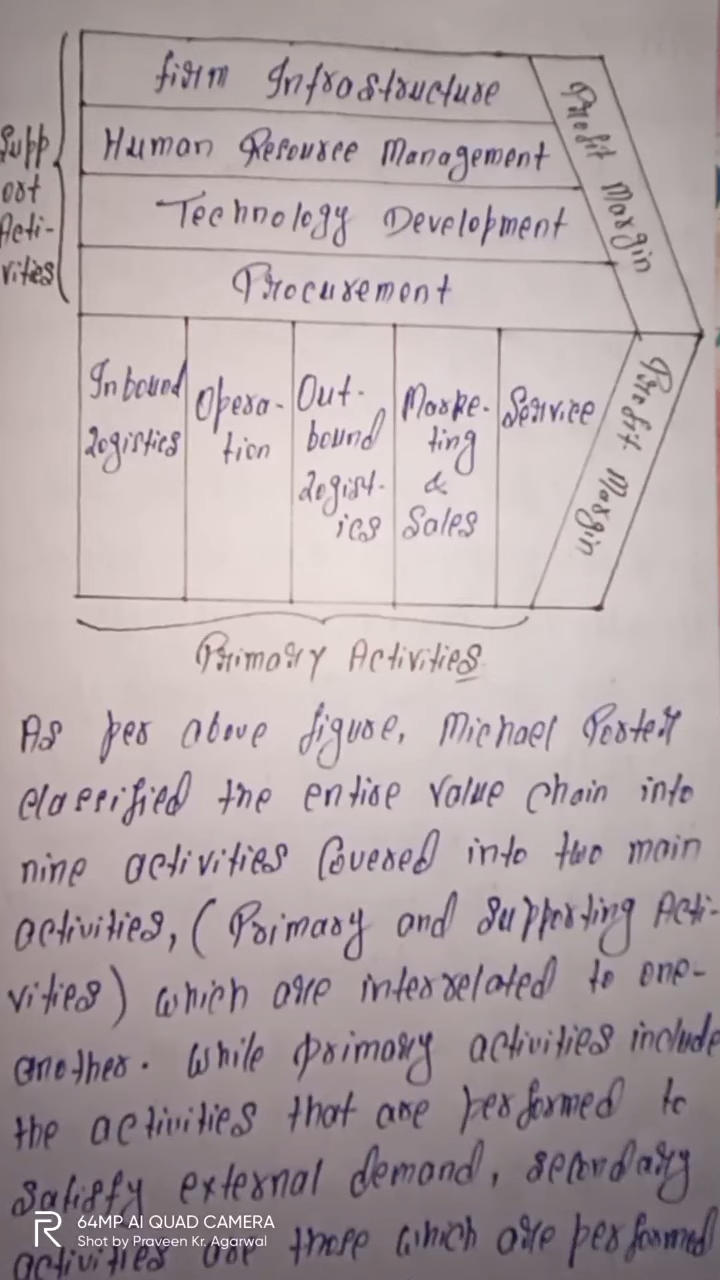 Supp
ort
Acti-
vities
firm Infrastructure
Human Resource Management
Technology Development
Procurement
Profit Margin
Inbound
Logistics
Opera-
tion
Out-
bound
Logist-
ics
Marke-
ting
&
Sales
Service
Profit Margin
Primary Activities
As per above figure, Michael Porter
classified the entire value chain into
nine activities Covered into two main
activities, (Primary and Supporting Acti-
vities) which are interrelated to one-
another. While primary activities include
the activities that are performed to
Satisfy external demand, secondary
activities are those which are performed
64MP AI QUAD CAMERA
Shot by Praveen Kr. Agarwal